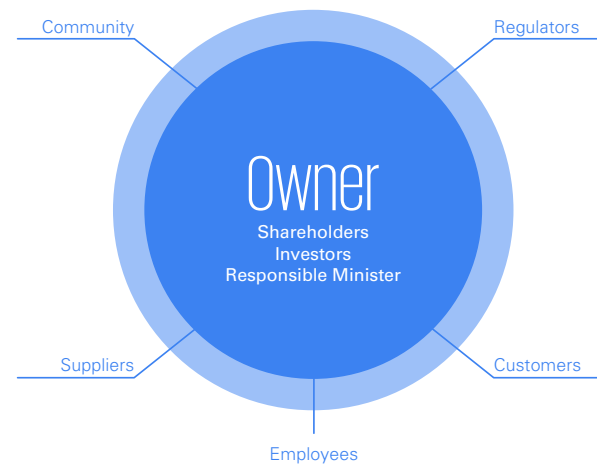 Community
Regulators
Owner
Shareholders
Investors
Responsible Minister
Suppliers
Customers
Employees